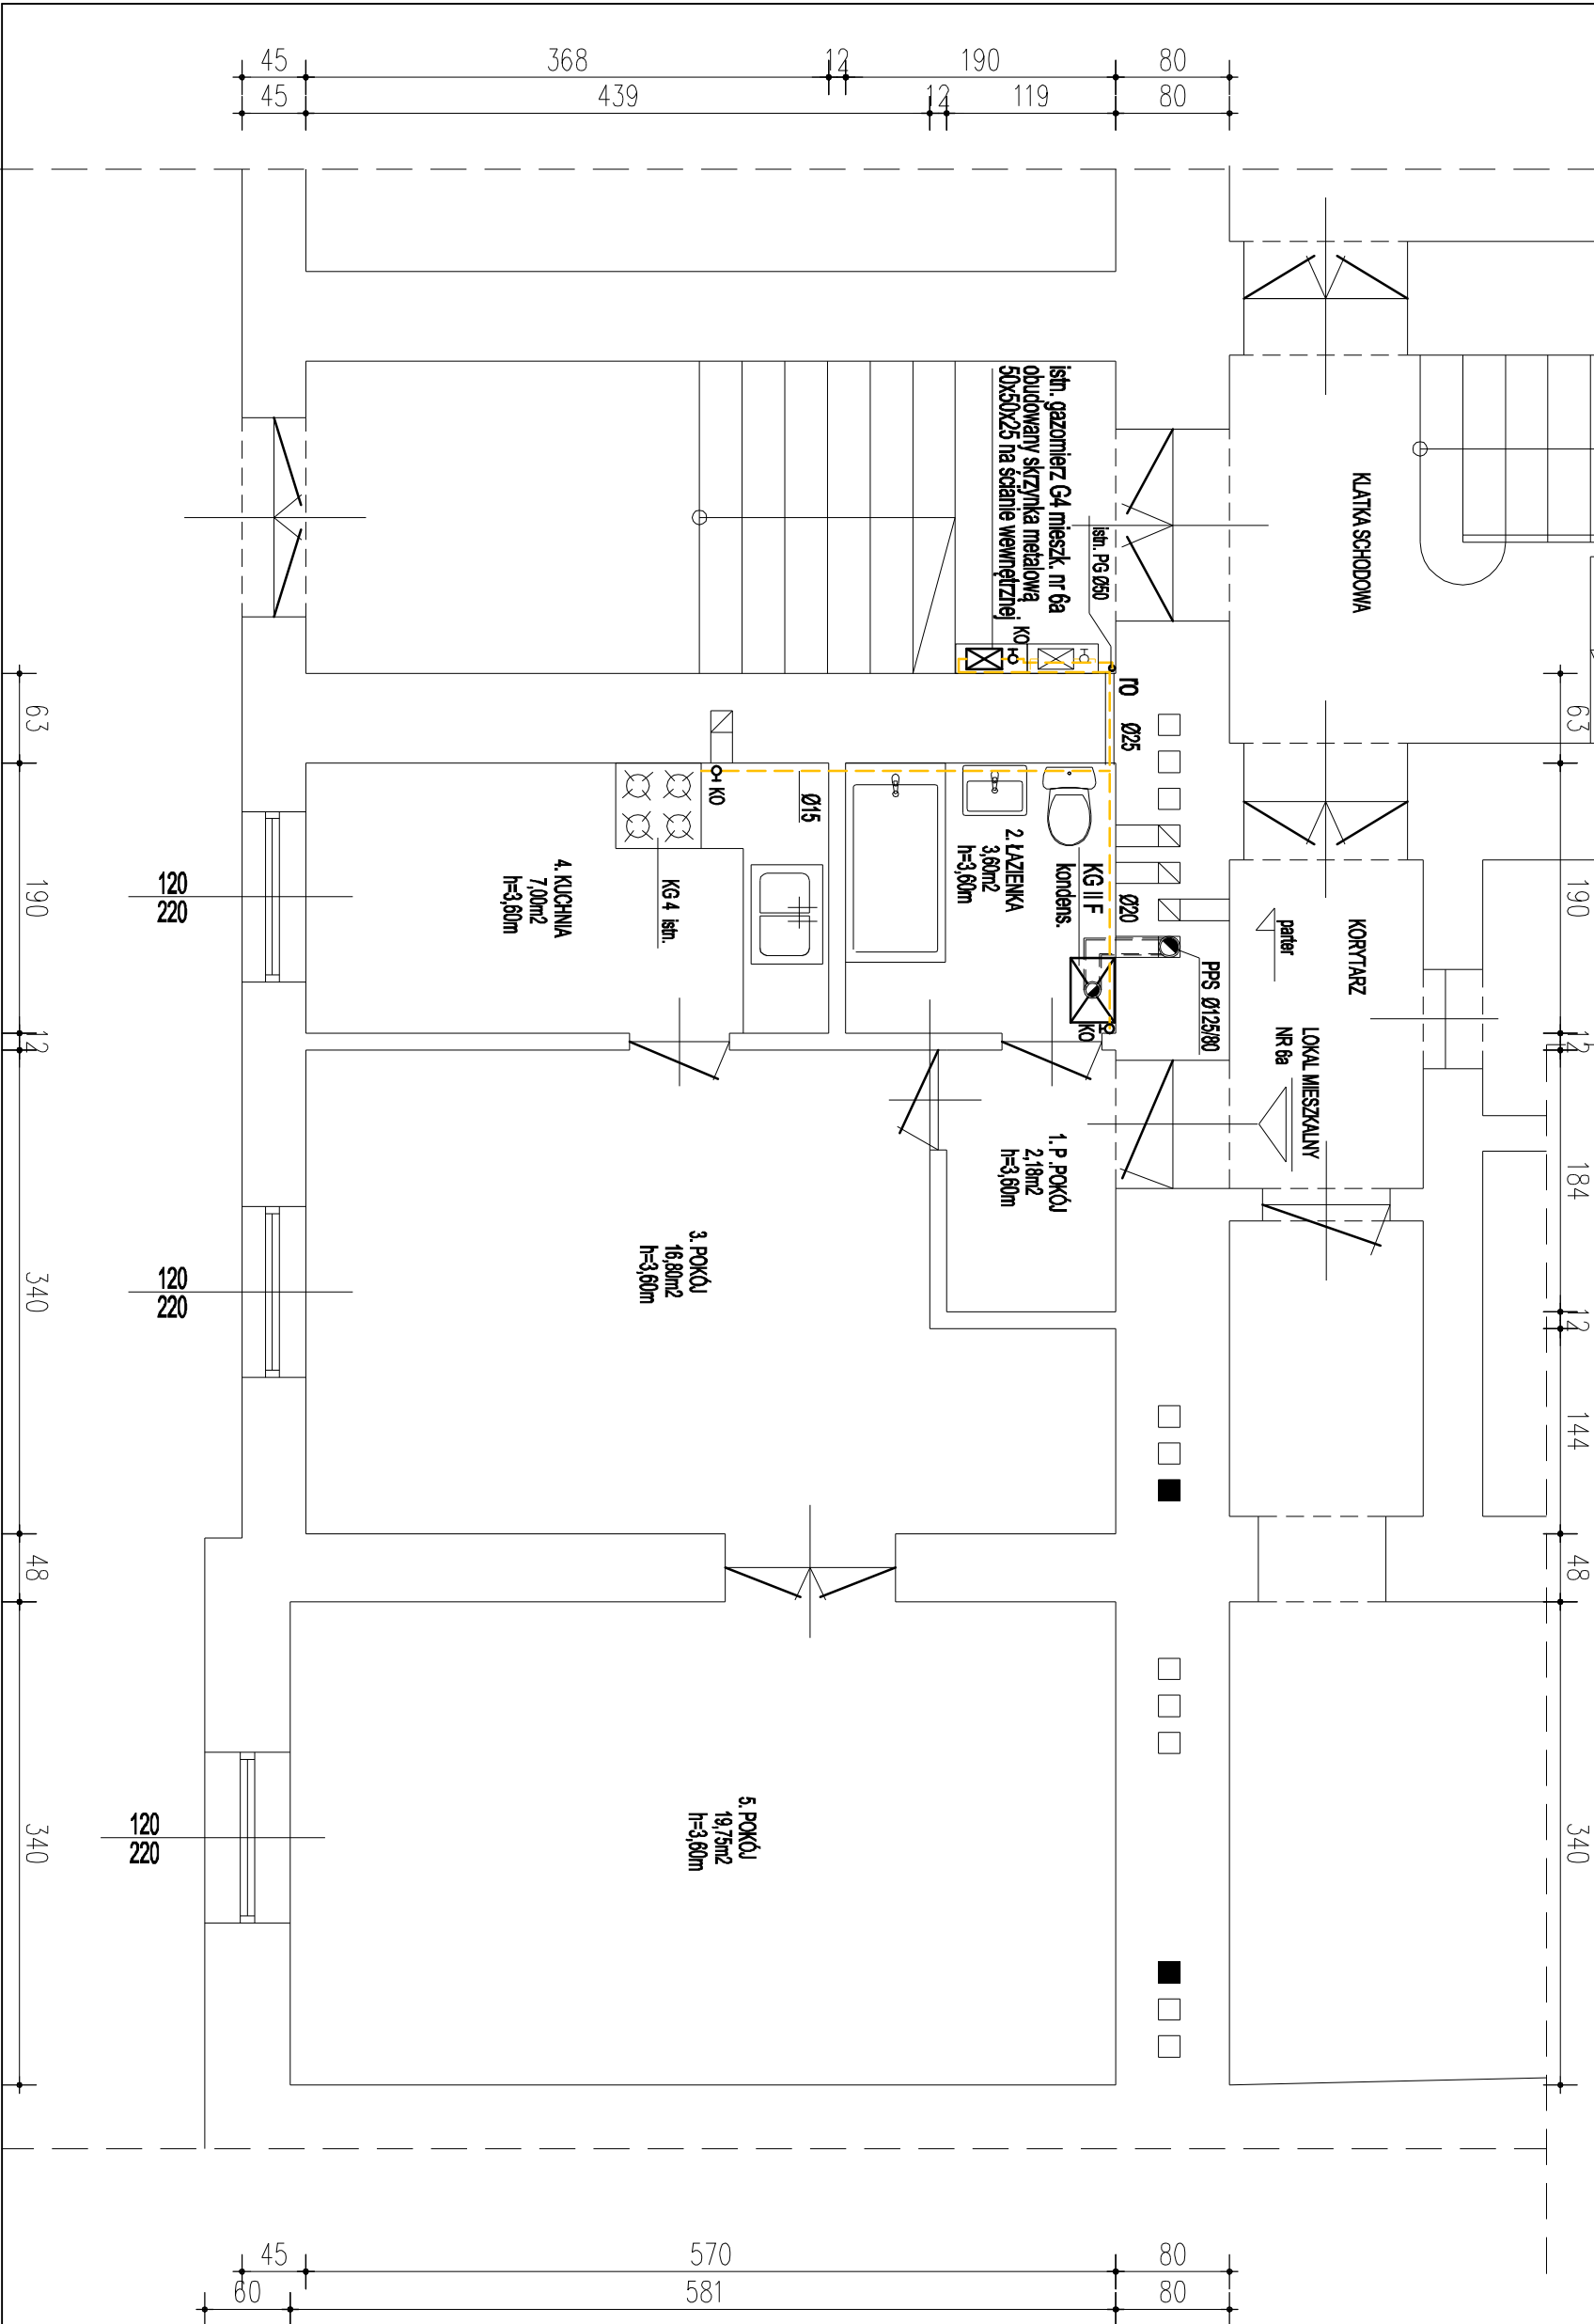 45
368
12
190
80
45
439
12
119
80
KLATKA SCHODOWA
istn. gazomierz G4 mieszk. nr 6a
obudowany skrzynka metalową
50x50x25 na ścianie wewnętrznej
istn. PG Ø50
KO
ro
Ø25
63
63
KO
Ø15
2. ŁAZIENKA
3,60m2
h=3,60m
KG II F
kondens.
Ø20
parter
KORYTARZ
190
190
4. KUCHNIA
7,00m2
h=3,60m
KG 4 istn.
120
220
PPS Ø125/80
KO
LOKAL MIESZKALNY
NR 6a
12
12
1. P.POKÓJ
2,18m2
h=3,60m
184
3. POKÓJ
16,80m2
h=3,60m
120
220
340
12
144
48
48
5. POKÓJ
19,75m2
h=3,60m
120
220
340
340
45
570
80
60
581
80